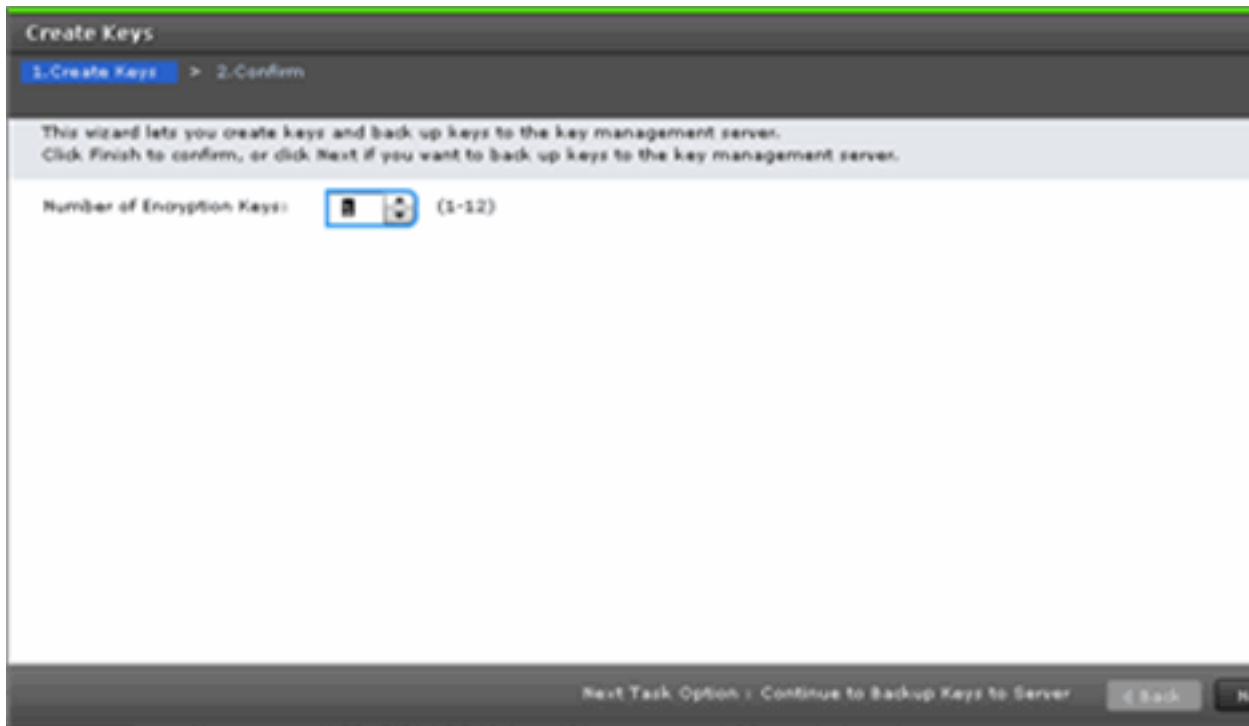 Create Keys
1.Create Keys > 2.Confirm
This wizard lets you create keys and back up keys to the key management server.
Click Finish to confirm, or click Next if you want to back up keys to the key management server.
Number of Encryption Keys: (1-12)
Next Task Option : Continue to Backup Keys to Server
< Back